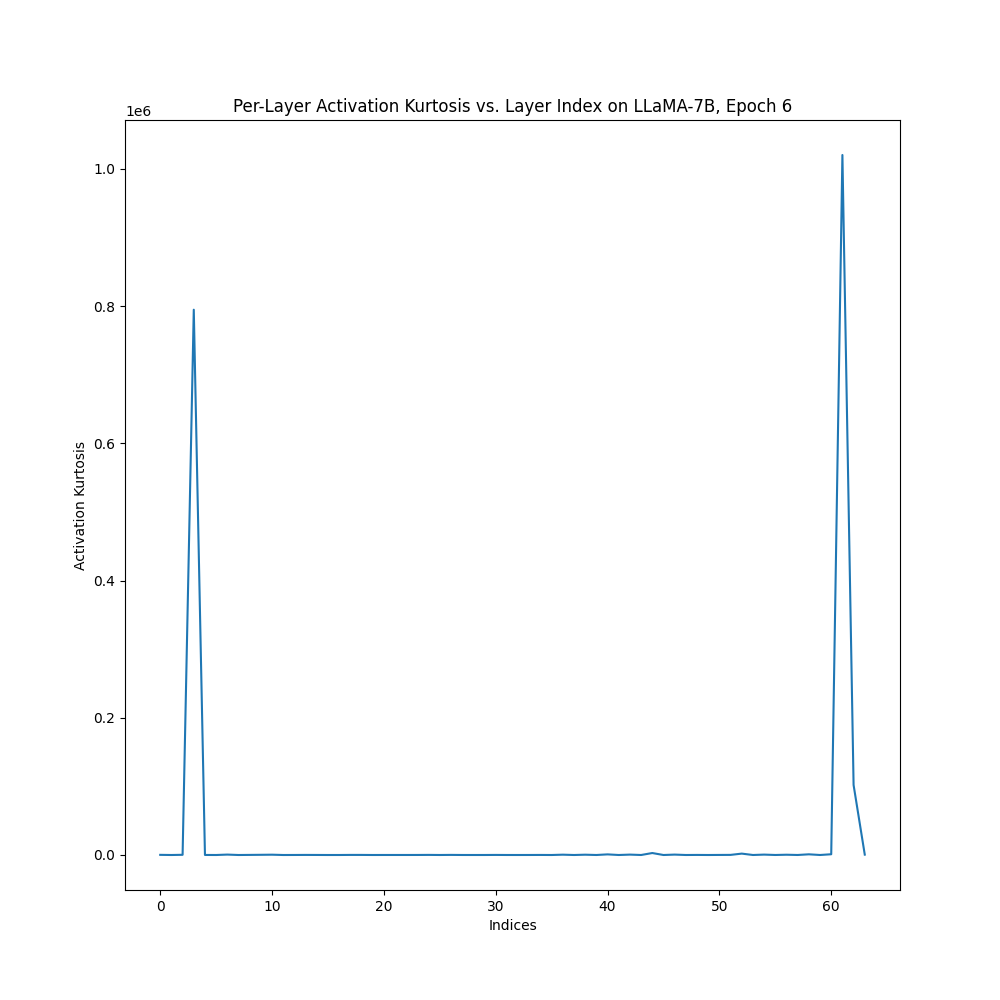 Per-Layer Activation Kurtosis vs. Layer Index on LLaMA-7B, Epoch 6
1e6
1.0
0.8
0.6
0.4
0.2
0.0
Activation Kurtosis
0 10 20 30 40 50 60
Indices